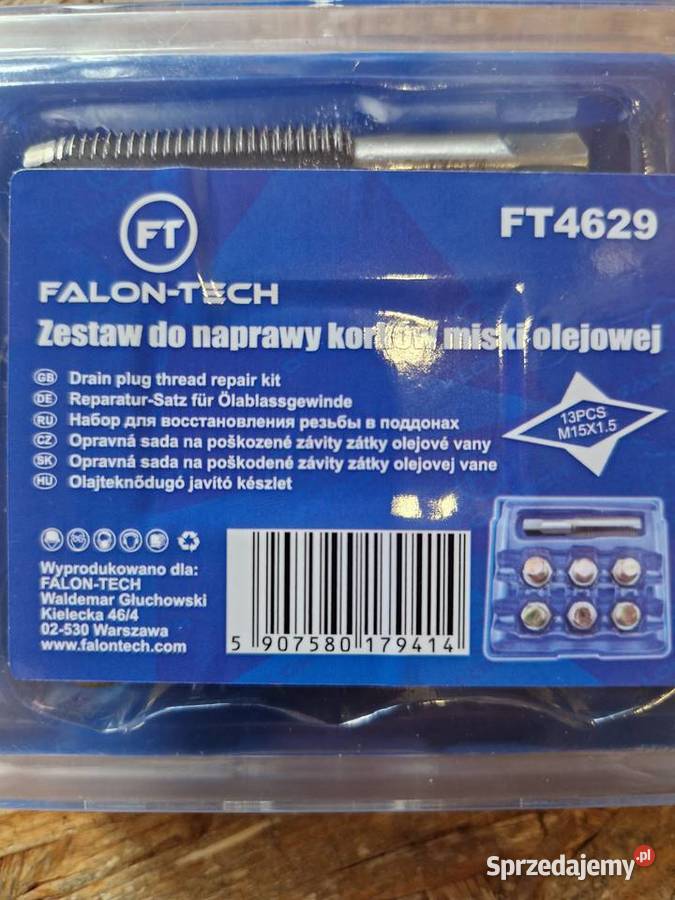 FT
FT4629
FALON-TECH
Zestaw do naprawy korków miski olejowej
GB Drain plug thread repair kit
DE Reparatur-Satz für Ölablassgewinde
RU Набор для восстановления резьбы в поддонах
CZ Opravná sada na poškozené závity zátky olejové vany
SK Opravná sada na poškodené závity zátky olejovej vane
HU Olajteknődugó javító készlet
13PCS
M15X1.5
Wyprodukowano dla:
FALON-TECH
Waldemar Głuchowski
Kielecka 46/4
02-530 Warszawa
www.falontech.com
5 907580 179414
Sprzedajemy.pl